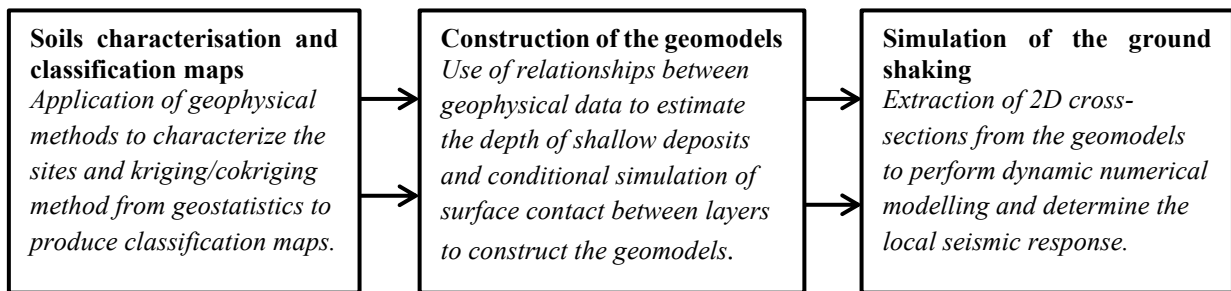 Soils characterisation and
classification maps
Application of geophysical
methods to characterize the
sites and kriging/cokriging
method from geostatistics to
produce classification maps.
Construction of the geomodels
Use of relationships between
geophysical data to estimate
the depth of shallow deposits
and conditional simulation of
surface contact between layers
to construct the geomodels.
Simulation of the ground
shaking
Extraction of 2D cross-
sections from the geomodels
to perform dynamic numerical
modelling and determine the
local seismic response.